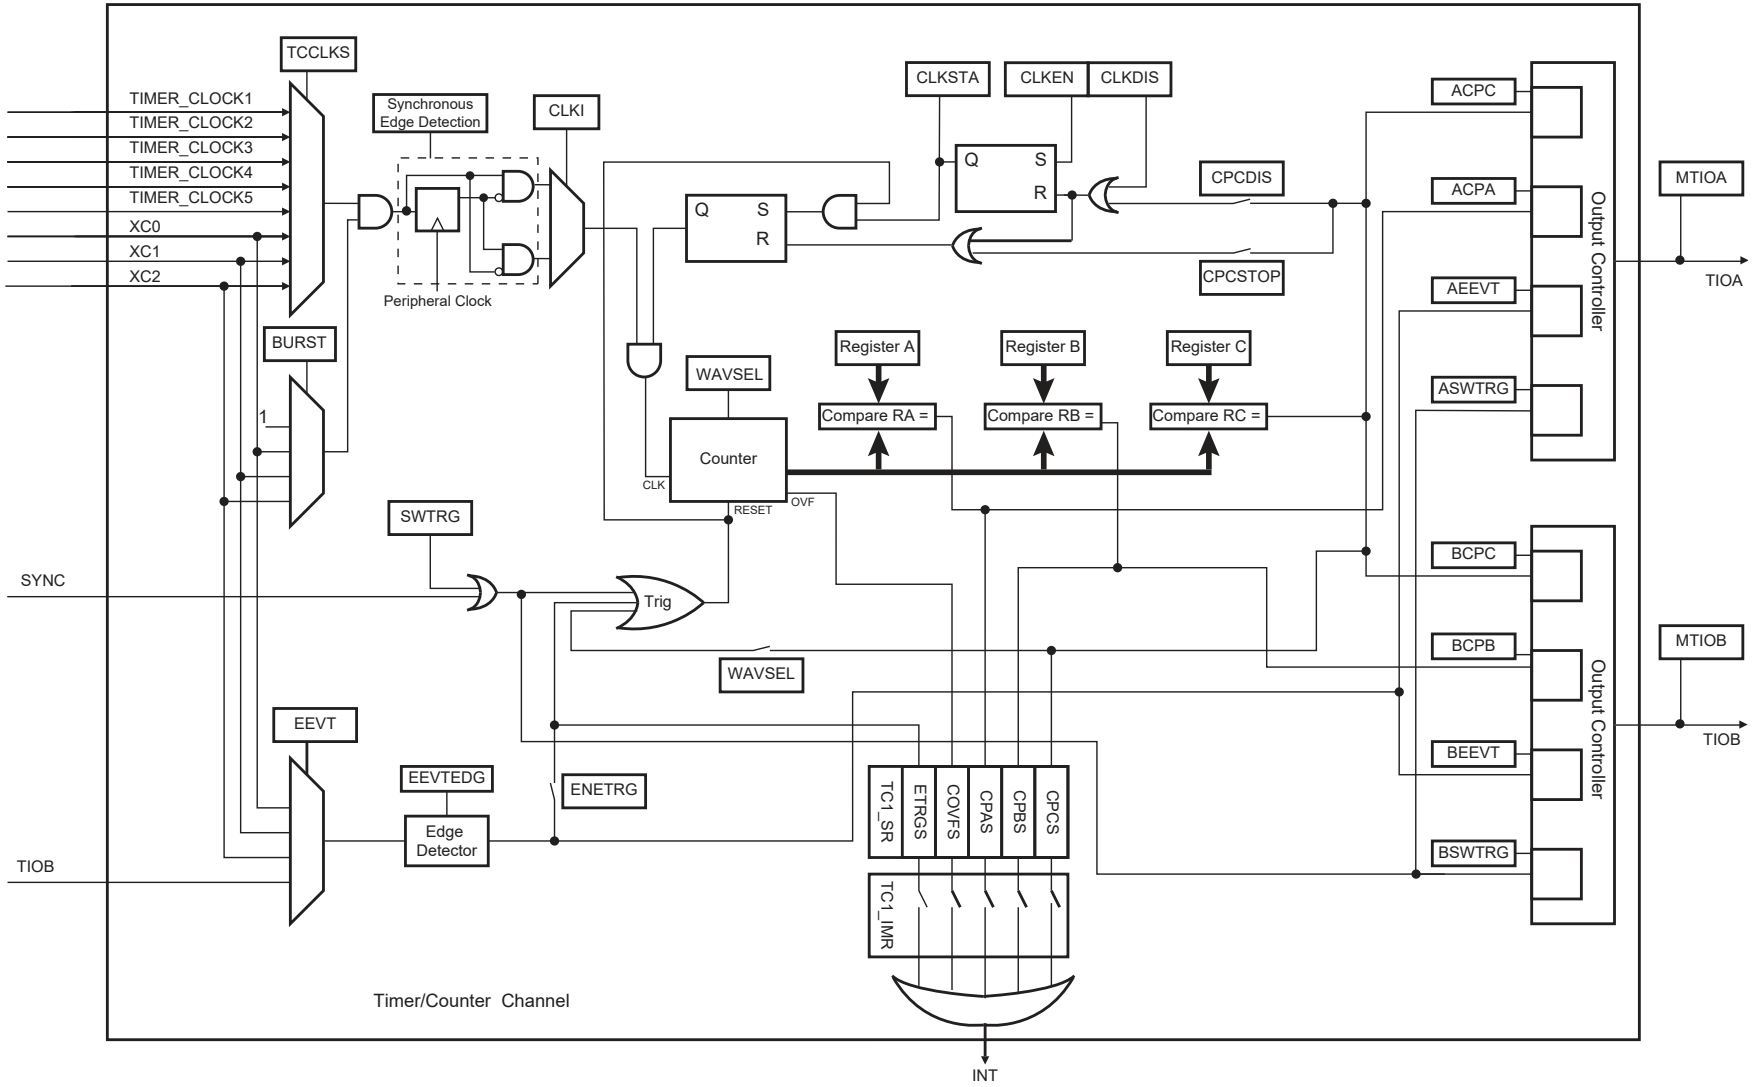 TCCLKS
TIMER_CLOCK1
TIMER_CLOCK2
TIMER_CLOCK3
TIMER_CLOCK4
TIMER_CLOCK5
XC0
XC1
XC2
Synchronous
Edge Detection
CLKI
Peripheral Clock
BURST
1
CLKSTA
CLKEN
CLKDIS
Q
S
R
Q
S
R
CPCDIS
CPCSTOP
Register A
Register B
Register C
Compare RA =
Compare RB =
Compare RC =
WAVSEL
Counter
CLK
RESET
OVF
SWTRG
SYNC
Trig
WAVSEL
EEVT
EEVTEDG
Edge
Detector
ENETRG
TIOB
TC1_SR
ETRGS
COVFS
CPAS
CPBS
CPCS
TC1_IMR
INT
ACPC
ACPA
AEEVT
ASWTRG
Output Controller
MTIOA
TIOA
BCPC
BCPB
BEEVT
BSWTRG
Output Controller
MTIOB
TIOB
Timer/Counter Channel